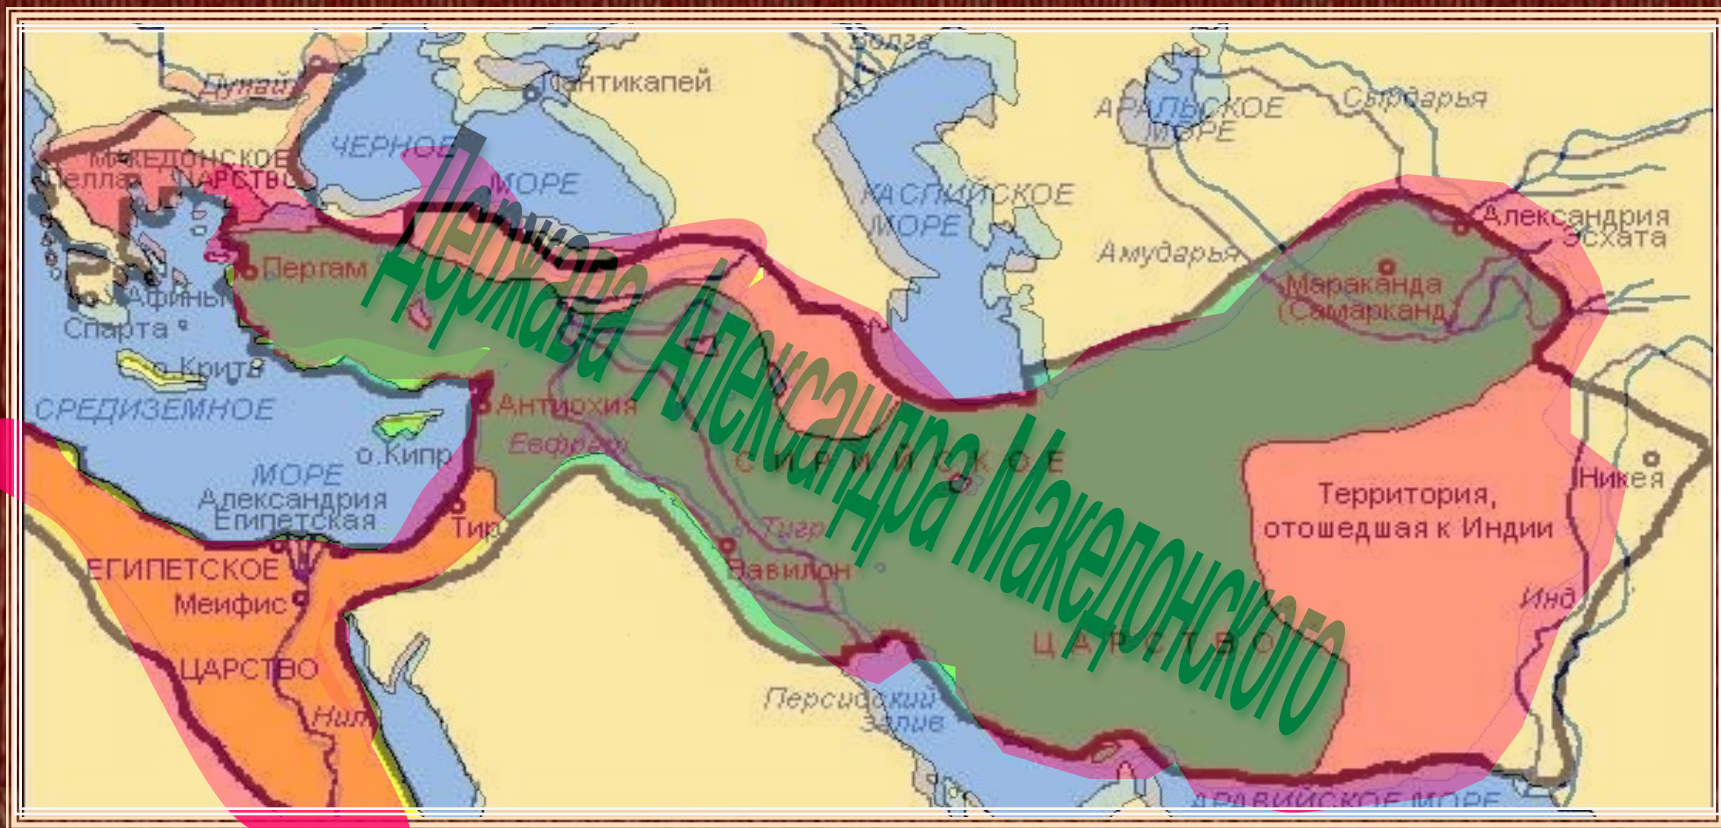 Волга
Дунай
Пантикапей
АРАЛЬСКОЕ
МОРЕ
Сырдарья
ЧЕРНОЕ
МОРЕ
МАКЕДОНСКОЕ
ЦАРСТВО
Пелла
КАСПИЙСКОЕ
МОРЕ
Амударья
Александрия
Эсхата
Пергам
Мараканда
(Самарканд)
Афины
Спарта
о.Крит
СРЕДИЗЕМНОЕ
МОРЕ
Антиохия
Евфрат
о.Кипр
Держава Александра Македонского
СИРИЙСКОЕ
ЦАРСТВО
Никея
Территория,
отошедшая к Индии
Александрия
Египетская
Тир
Тигр
Вавилон
ЕГИПЕТСКОЕ
ЦАРСТВО
Меифис
Инд
Нил
Персидский
залив
АРАВИЙСКОЕ МОРЕ